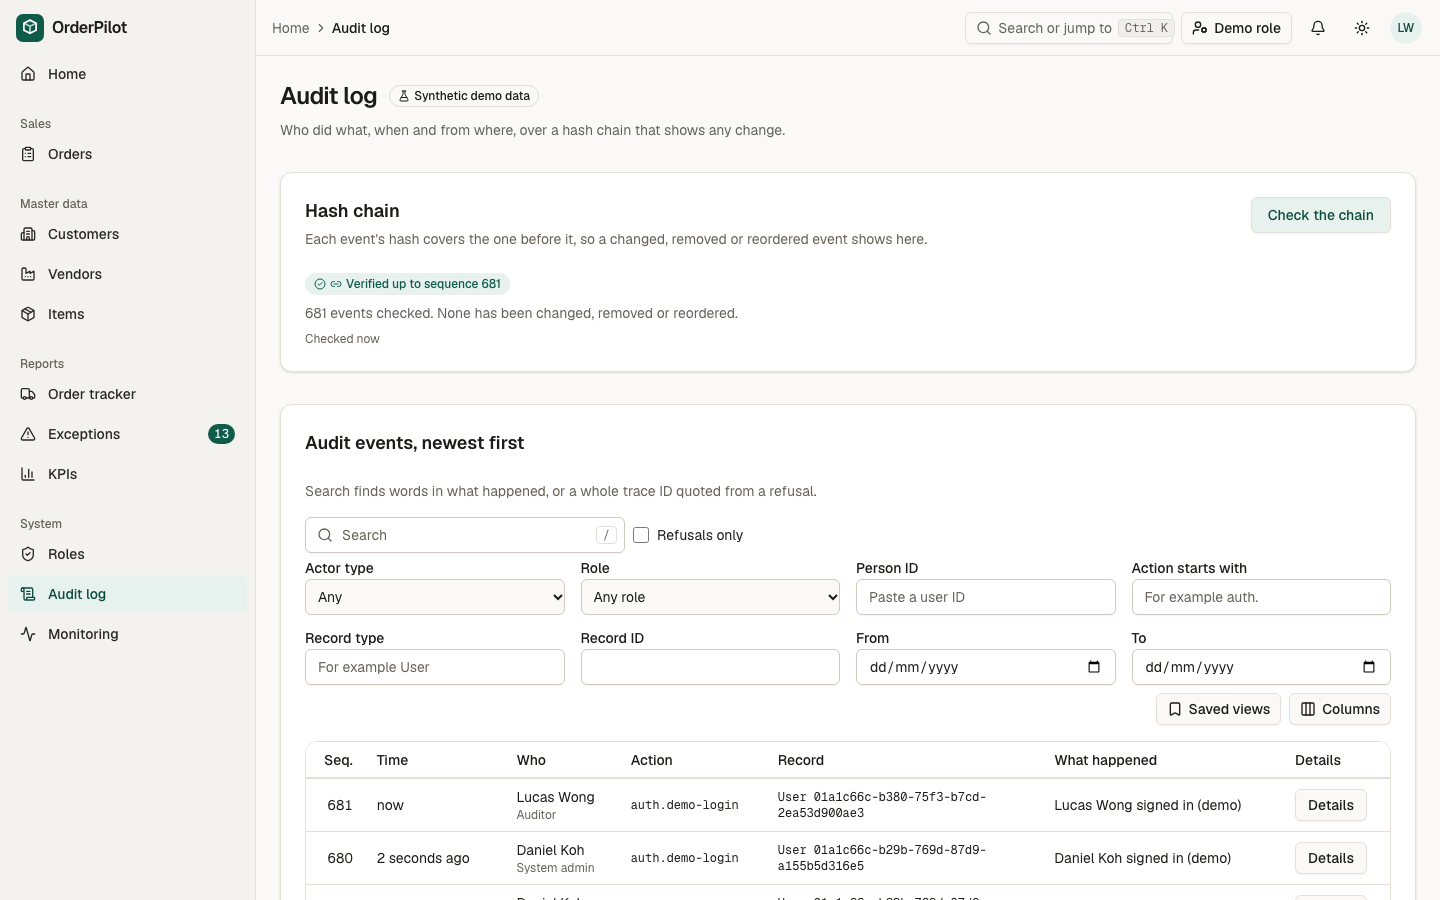 OrderPilot
Home
Sales
Orders
Master data
Customers
Vendors
Items
Reports
Order tracker
Exceptions 13
KPIs
System
Roles
Audit log
Monitoring
Home > Audit log
Search or jump to Ctrl K
Demo role
LW
Audit log
Synthetic demo data
Who did what, when and from where, over a hash chain that shows any change.
Hash chain
Check the chain
Each event's hash covers the one before it, so a changed, removed or reordered event shows here.
Verified up to sequence 681
681 events checked. None has been changed, removed or reordered.
Checked now
Audit events, newest first
Search finds words in what happened, or a whole trace ID quoted from a refusal.
Search /
Refusals only
Actor type Role Person ID Action starts with
Any Any role Paste a user ID For example auth.
Record type Record ID From To
For example User dd/mm/yyyy dd/mm/yyyy
Saved views Columns
Seq. Time Who Action Record What happened Details
681 now Lucas Wong auth.demo-login User 01a1c66c-b380-75f3-b7cd- Lucas Wong signed in (demo) Details
Auditor 2ea53d900ae3
680 2 seconds ago Daniel Koh auth.demo-login User 01a1c66c-b29b-769d-87d9- Daniel Koh signed in (demo) Details
System admin a155b5d316e5